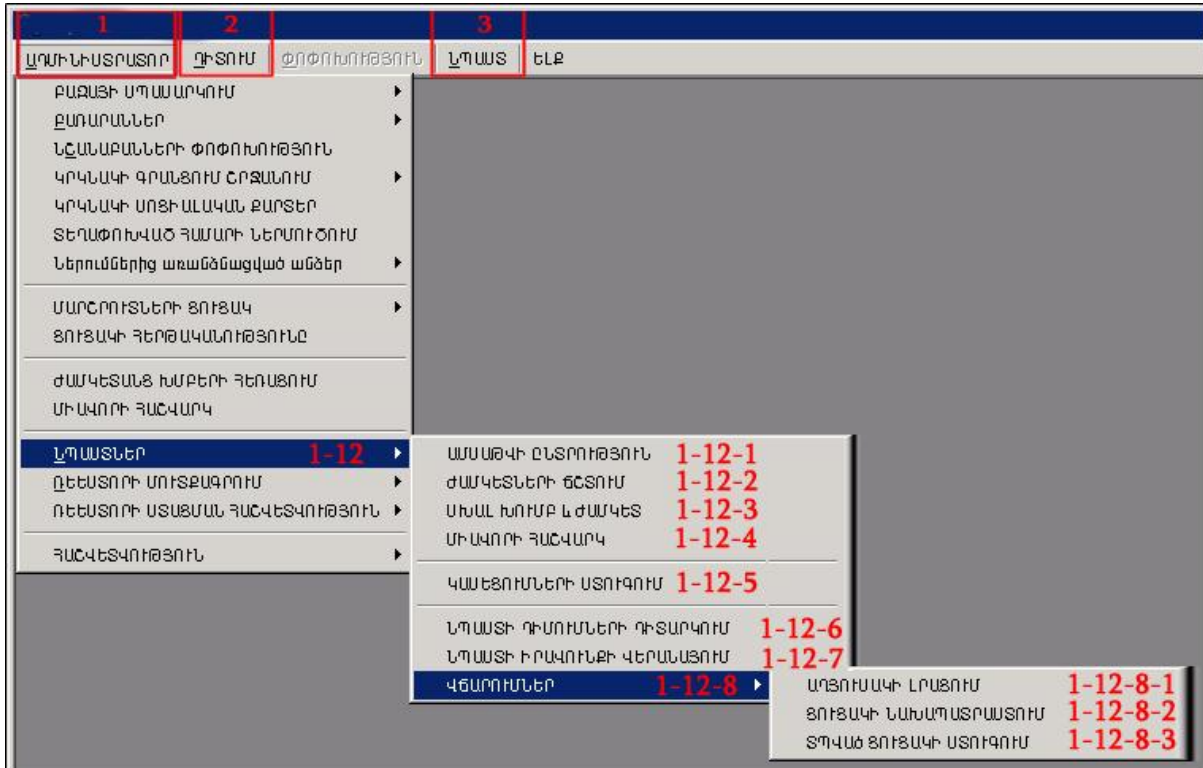 1 2 3
ԱԴՄԻՆԻՍՏՐԱՏՈՐ ԴԻՏՈՒՄ ՓՈՓՈԽՈՒԹՅՈՒՆ ՆՊԱՍՏ ԵԼՔ
ԲԱԶԱՅԻ ՍՊԱՍԱՐԿՈՒՄ
ԲԱՌԱՐԱՆՆԵՐ
ՆՇԱՆԱԲԱՆՆԵՐԻ ՓՈՓՈԽՈՒԹՅՈՒՆ
ԿՐԿՆԱԿԻ ԳՐԱՆՑՈՒՄ ՇՐՋԱՆՈՒՄ
ԿՐԿՆԱԿԻ ՍՈՑԻԱԼԱԿԱՆ ՔԱՐՏԵՐ
ՏԵՂԱՓՈԽՎԱԾ ՀԱՄԱՐԻ ՆԵՐՄՈՒԾՈՒՄ
Ներումներից առանձնացված անձեր
ՄԱՐՇՐՈՒՏՆԵՐԻ ՑՈՒՑԱԿ
ՑՈՒՑԱԿԻ ՀԵՐԹԱԿԱՆՈՒԹՅՈՒՆԸ
ԺԱՄԿԵՏԱՆՑ ԽՄԲԵՐԻ ՀԵՌԱՑՈՒՄ
ՄԻԱՎՈՐԻ ՀԱՇՎԱՐԿ
ՆՊԱՍՏՆԵՐ 1-12
ՌԵԵՍՏՈՐԻ ՄՈՒՏՔԱԳՐՈՒՄ
ՌԵԵՍՏՈՐԻ ՍՏԱՑՄԱՆ ՀԱՇՎԵՏՎՈՒԹՅՈՒՆ
ՀԱՇՎԵՏՎՈՒԹՅՈՒՆ
ԱՄՍԱԹՎԻ ԸՆՏՐՈՒԹՅՈՒՆ 1-12-1
ԺԱՄԿԵՏՆԵՐԻ ՃՇՏՈՒՄ 1-12-2
ՍԽԱԼ ԽՈՒՄԲ և ԺԱՄԿԵՏ 1-12-3
ՄԻԱՎՈՐԻ ՀԱՇՎԱՐԿ 1-12-4
ԿԱՍԵՑՈՒՄՆԵՐԻ ՍՏՈՒԳՈՒՄ 1-12-5
ՆՊԱՍՏԻ ԴԻՄՈՒՄՆԵՐԻ ԴԻՏԱՐԿՈՒՄ 1-12-6
ՆՊԱՍՏԻ ԻՐԱՎՈՒՆՔԻ ՎԵՐԱՆԱՅՈՒՄ 1-12-7
ՎՃԱՐՈՒՄՆԵՐ 1-12-8
ԱՂՅՈՒՍԱԿԻ ԼՐԱՑՈՒՄ 1-12-8-1
ՑՈՒՑԱԿԻ ՆԱԽԱՊԱՏՐԱՍՏՈՒՄ 1-12-8-2
ՏՊՎԱԾ ՑՈՒՑԱԿԻ ՍՏՈՒԳՈՒՄ 1-12-8-3